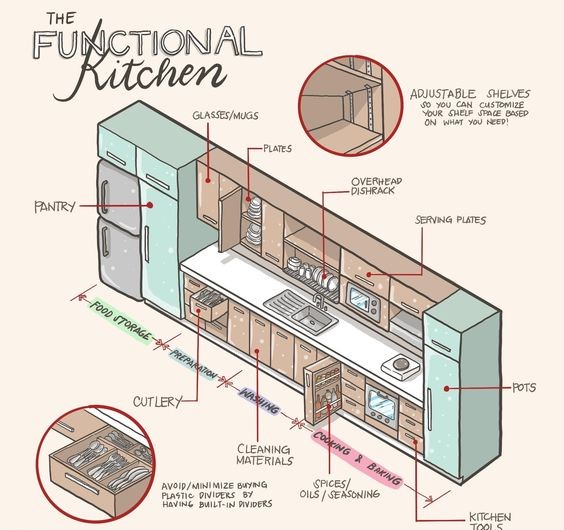 THE
FUNCTIONAL
Kitchen
ADJUSTABLE SHELVES
SO YOU CAN CUSTOMIZE
YOUR SHELF SPACE BASED
ON WHAT YOU NEED!
GLASSES/MUGS
PLATES
OVERHEAD
DISHRACK
PANTRY
SERVING PLATES
FOOD STORAGE
PREPARATION
WASHING
COOKING & BAKING
POTS
CUTLERY
CLEANING
MATERIALS
SPICES/
OILS/SEASONING
KITCHEN
TOOLS
AVOID/MINIMIZE BUYING
PLASTIC DIVIDERS BY
HAVING BUILT-IN DIVIDERS